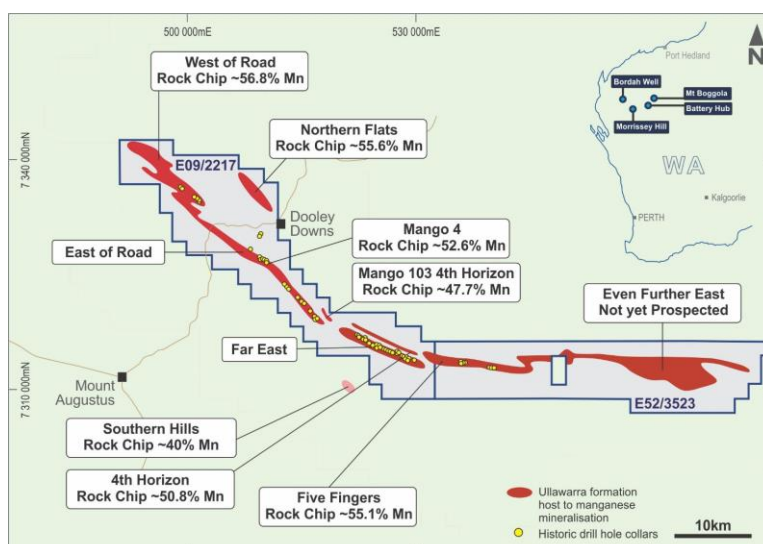 500 000mE
530 000mE
N
Port Hedland
Bordah Well
Mt Boggola
Battery Hub
Morrissey Hill
WA
Kalgoorlie
PERTH
West of Road
Rock Chip ~56.8% Mn
Northern Flats
Rock Chip ~55.6% Mn
7 340 000mN
E09/2217
Dooley
Downs
East of Road
Mango 4
Rock Chip ~52.6% Mn
Mango 103 4th Horizon
Rock Chip ~47.7% Mn
Even Further East
Not yet Prospected
Far East
Mount
Augustus
7 310 000mN
E52/3523
Southern Hills
Rock Chip ~40% Mn
4th Horizon
Rock Chip ~50.8% Mn
Five Fingers
Rock Chip ~55.1% Mn
Ullawarra formation
host to manganese
mineralisation
Historic drill hole collars
10km